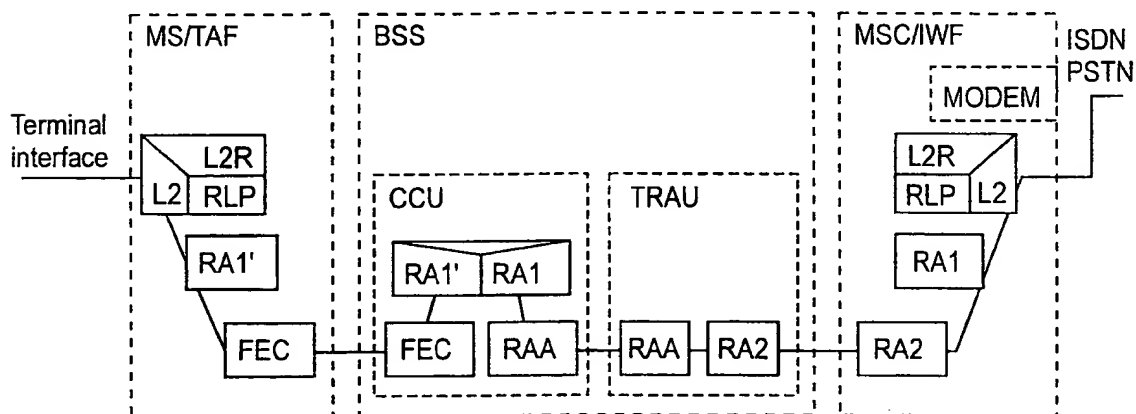 MS/TAF
BSS
MSC/IWF
ISDN
PSTN
MODEM
Terminal
interface
L2R
L2
RLP
L2R
RLP
L2
CCU
TRAU
RA1'
RA1'
RA1
RA1
FEC
FEC
RAA
RAA
RA2
RA2